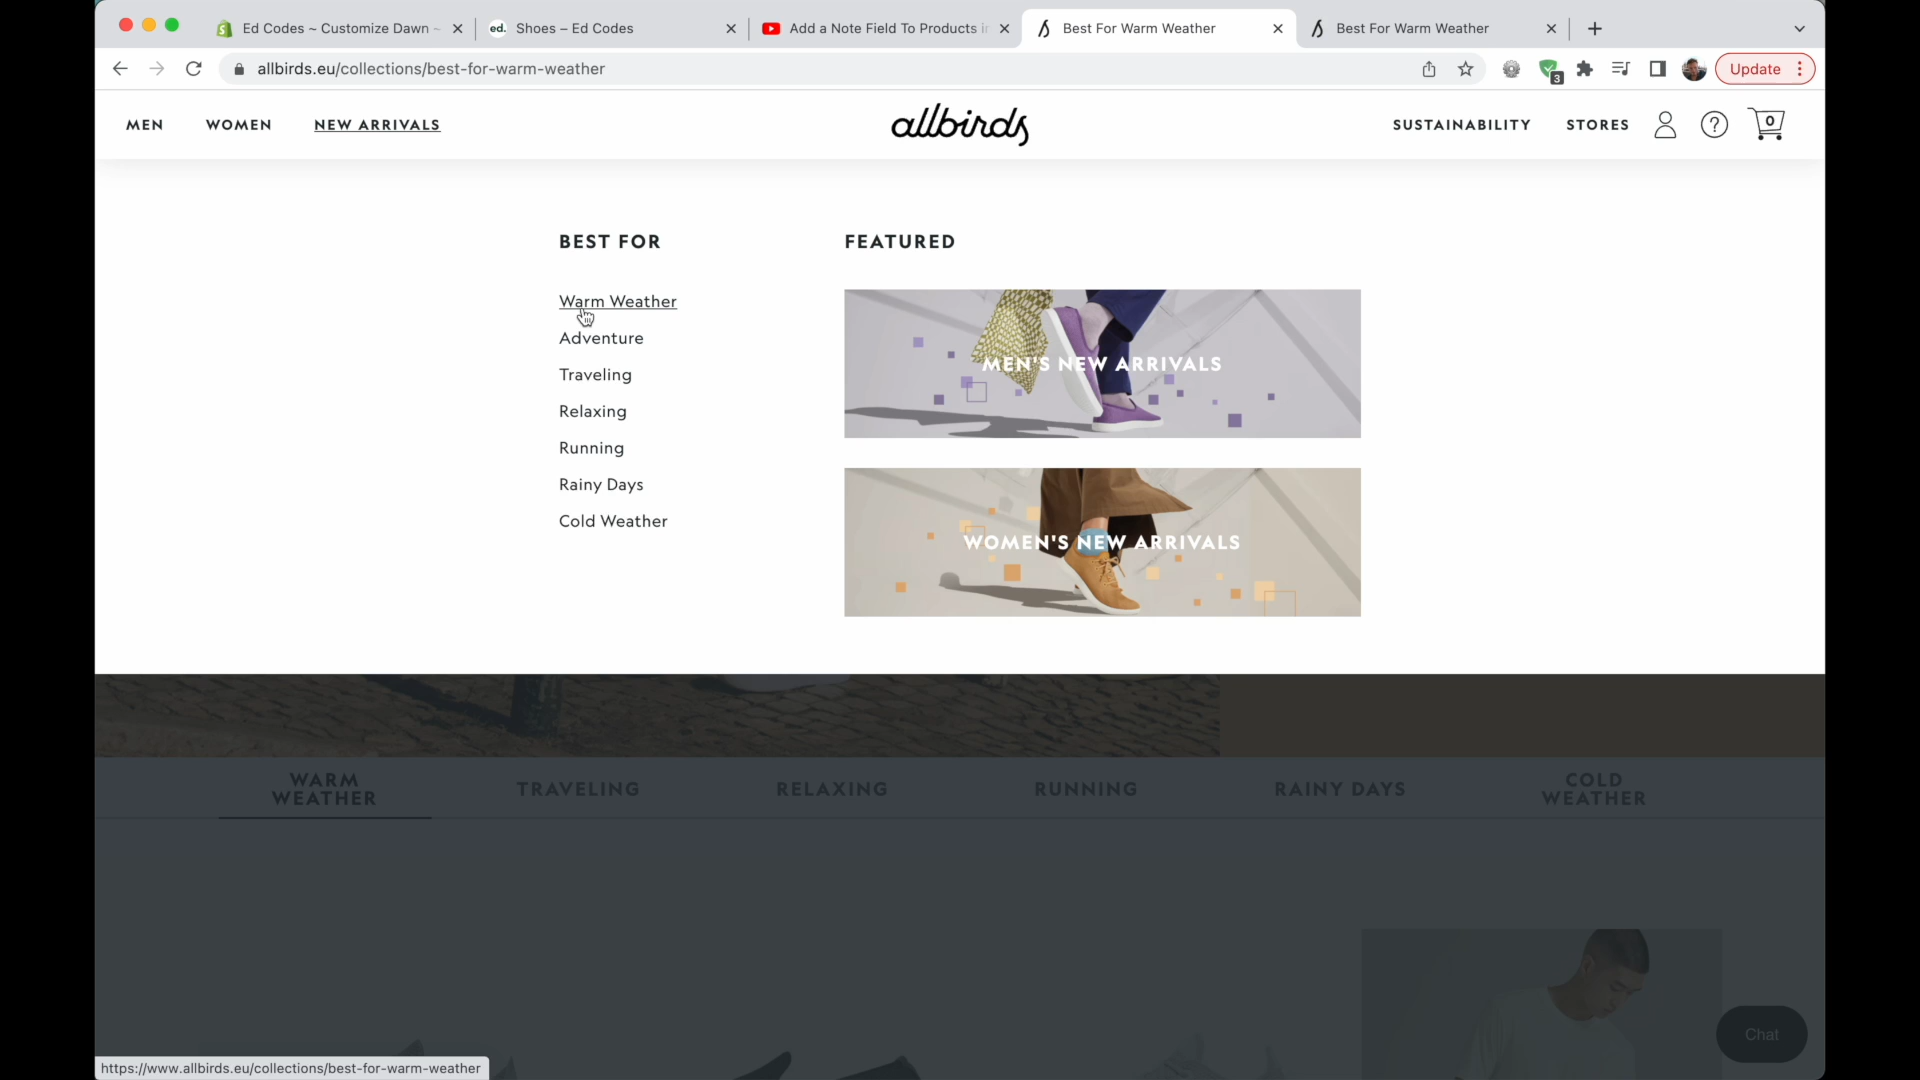 Ed Codes ~ Customize Dawn ~
ed. Shoes – Ed Codes
Add a Note Field To Products in
Best For Warm Weather
Best For Warm Weather
allbirds.eu/collections/best-for-warm-weather
3
Update
MEN
WOMEN
NEW ARRIVALS
allbirds
SUSTAINABILITY
STORES
?
0
BEST FOR
Warm Weather
Adventure
Traveling
Relaxing
Running
Rainy Days
Cold Weather
FEATURED
MEN'S NEW ARRIVALS
WOMEN'S NEW ARRIVALS
WARM
WEATHER
TRAVELING
RELAXING
RUNNING
RAINY DAYS
COLD
WEATHER
Chat
https://www.allbirds.eu/collections/best-for-warm-weather